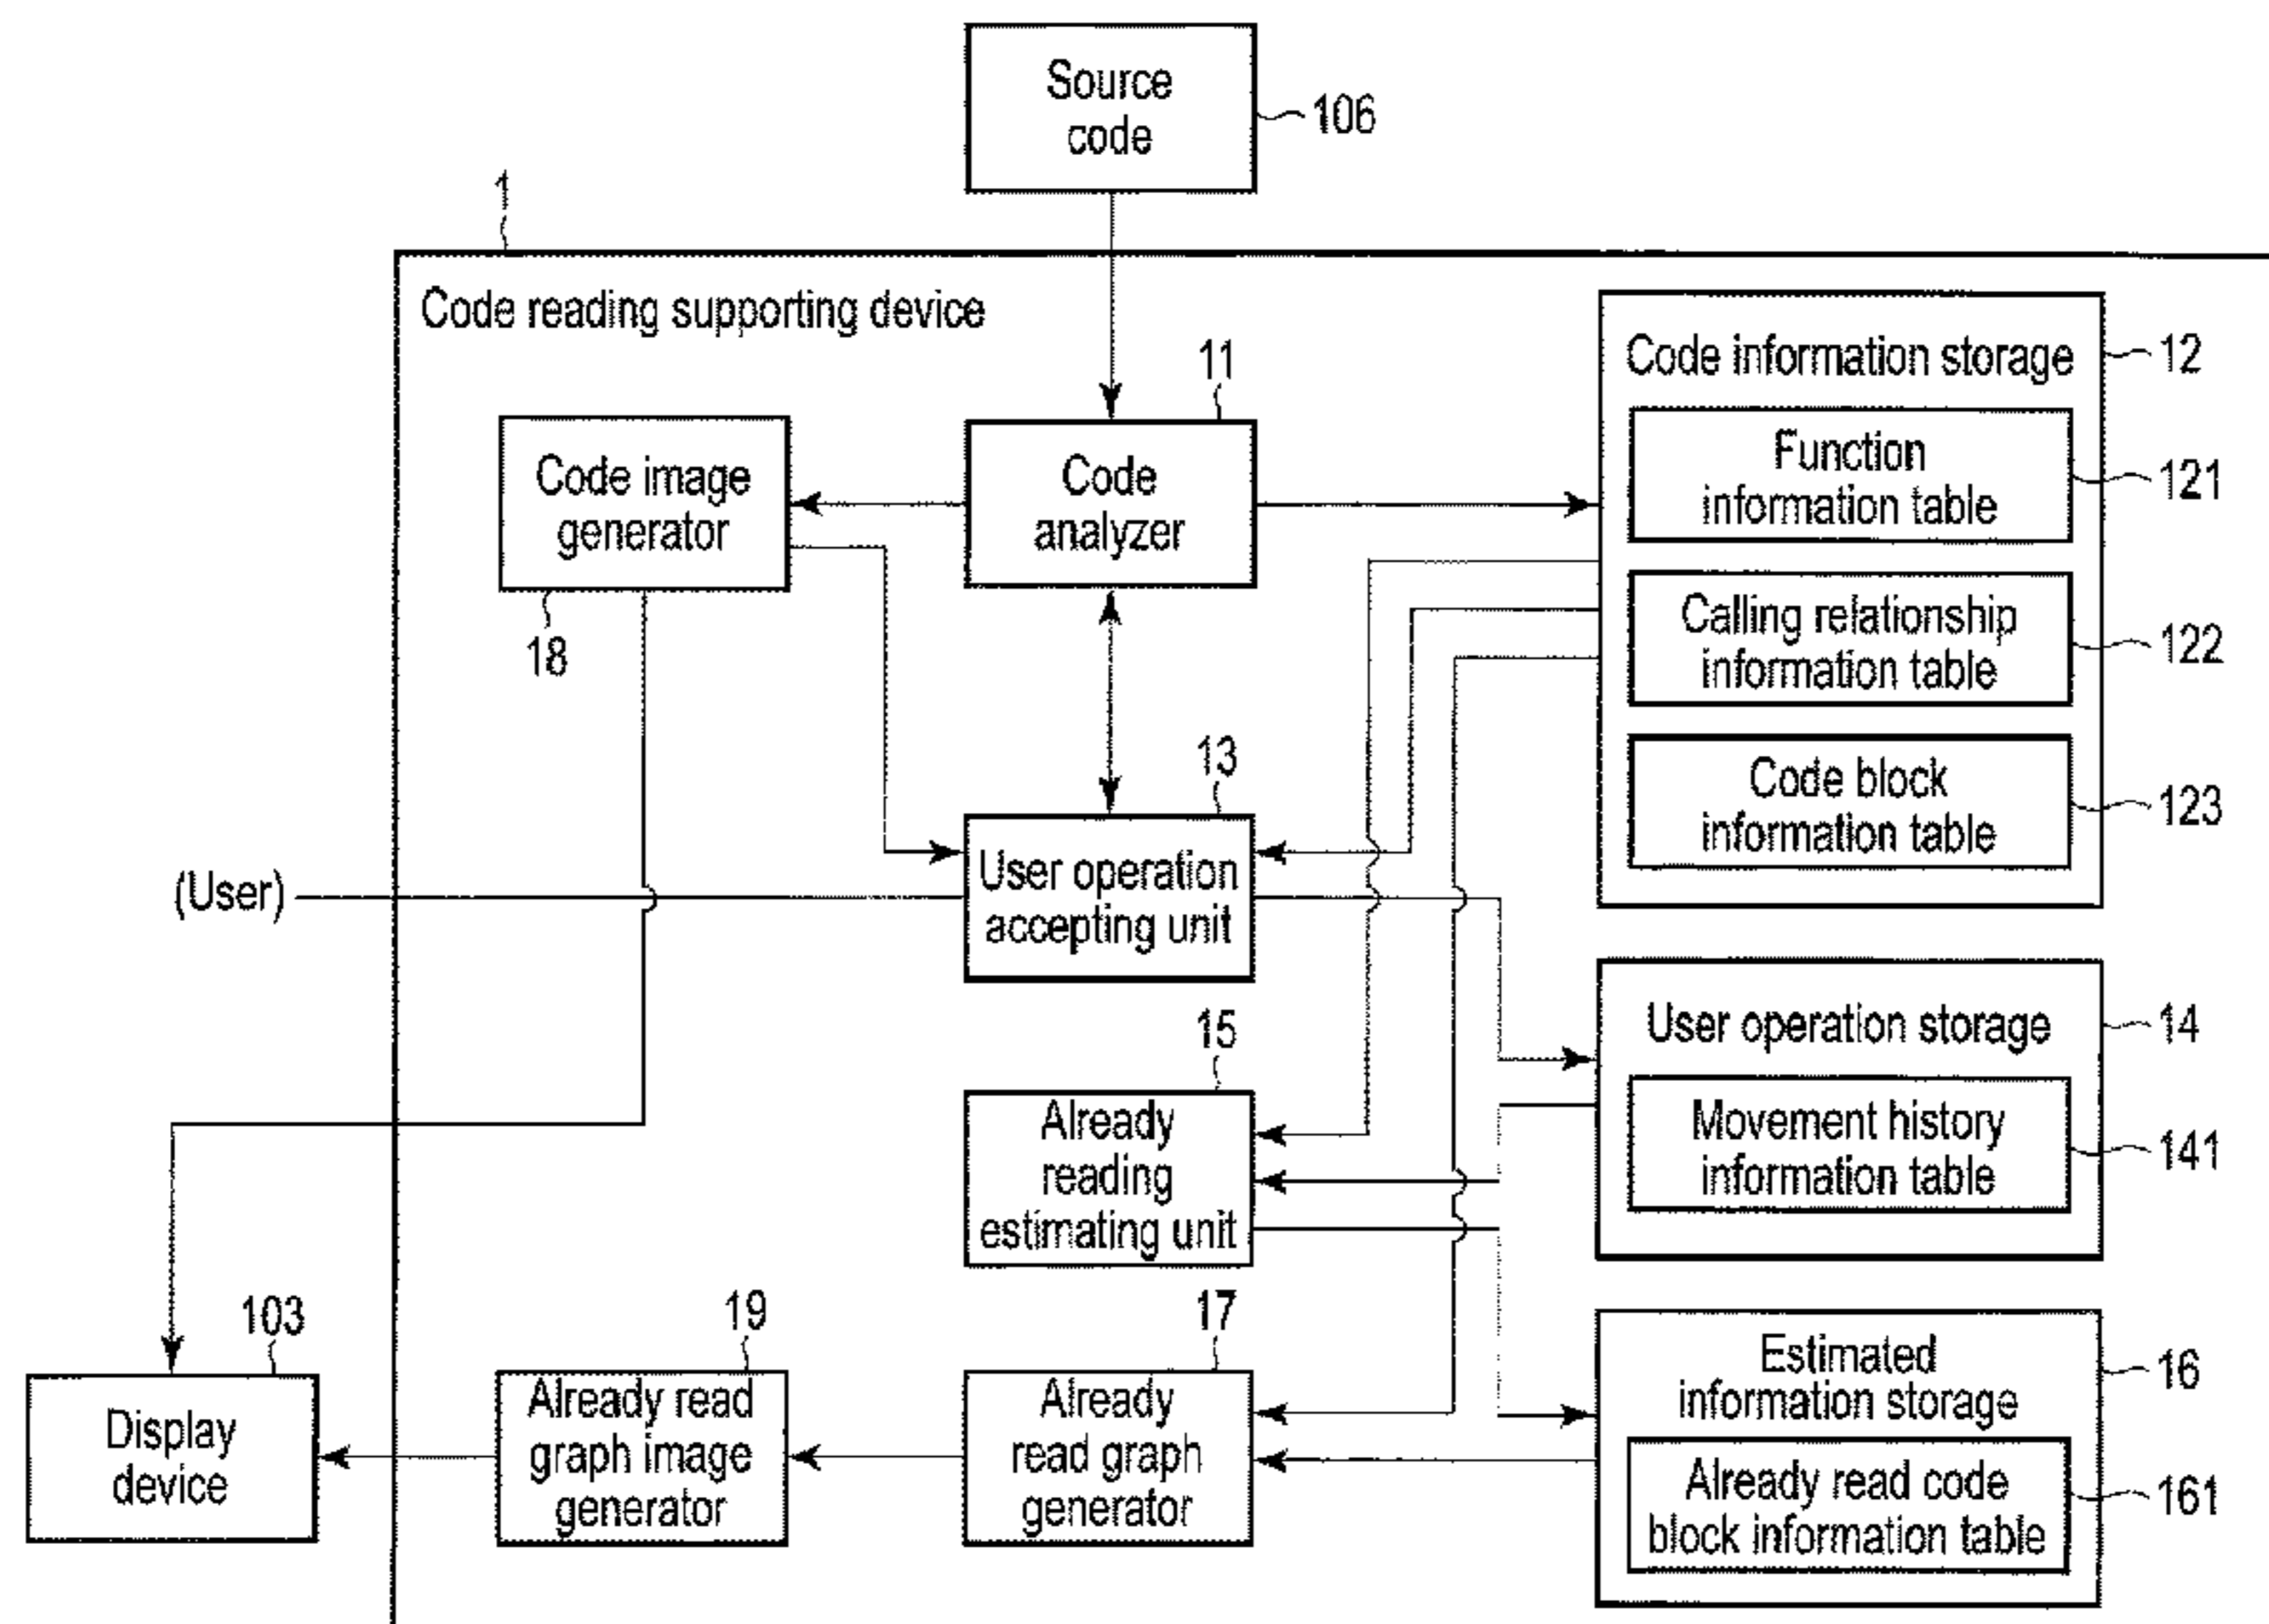 Source
code
106
1
Code reading supporting device
11
Code information storage
12
Function
information table
121
Code image
generator
Code
analyzer
18
Calling relationship
information table
122
13
Code block
information table
123
(User)
User operation
accepting unit
15
User operation storage
14
Movement history
information table
141
Already
reading
estimating unit
103
19
17
Estimated
information storage
16
Display
device
Already read
graph image
generator
Already
read graph
generator
Already read code
block information table
161